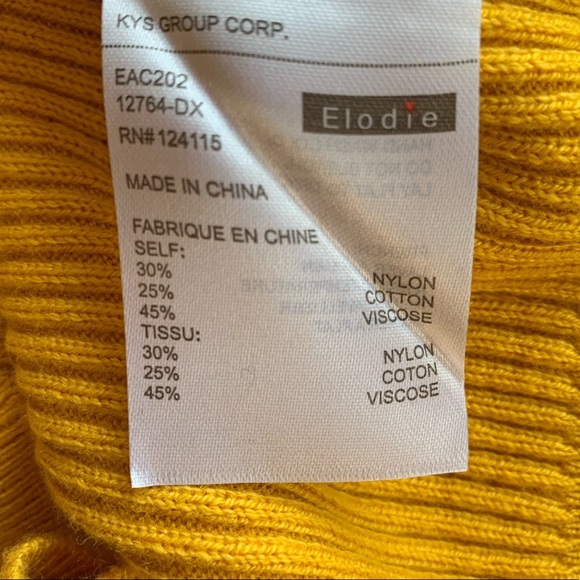 KYS GROUP CORP.
EAC202
12764-DX
Elodie
RN#124115
MADE IN CHINA
FABRIQUE EN CHINE
SELF:
30% NYLON
25% COTTON
45% VISCOSE
TISSU:
30% NYLON
25% COTON
45% VISCOSE